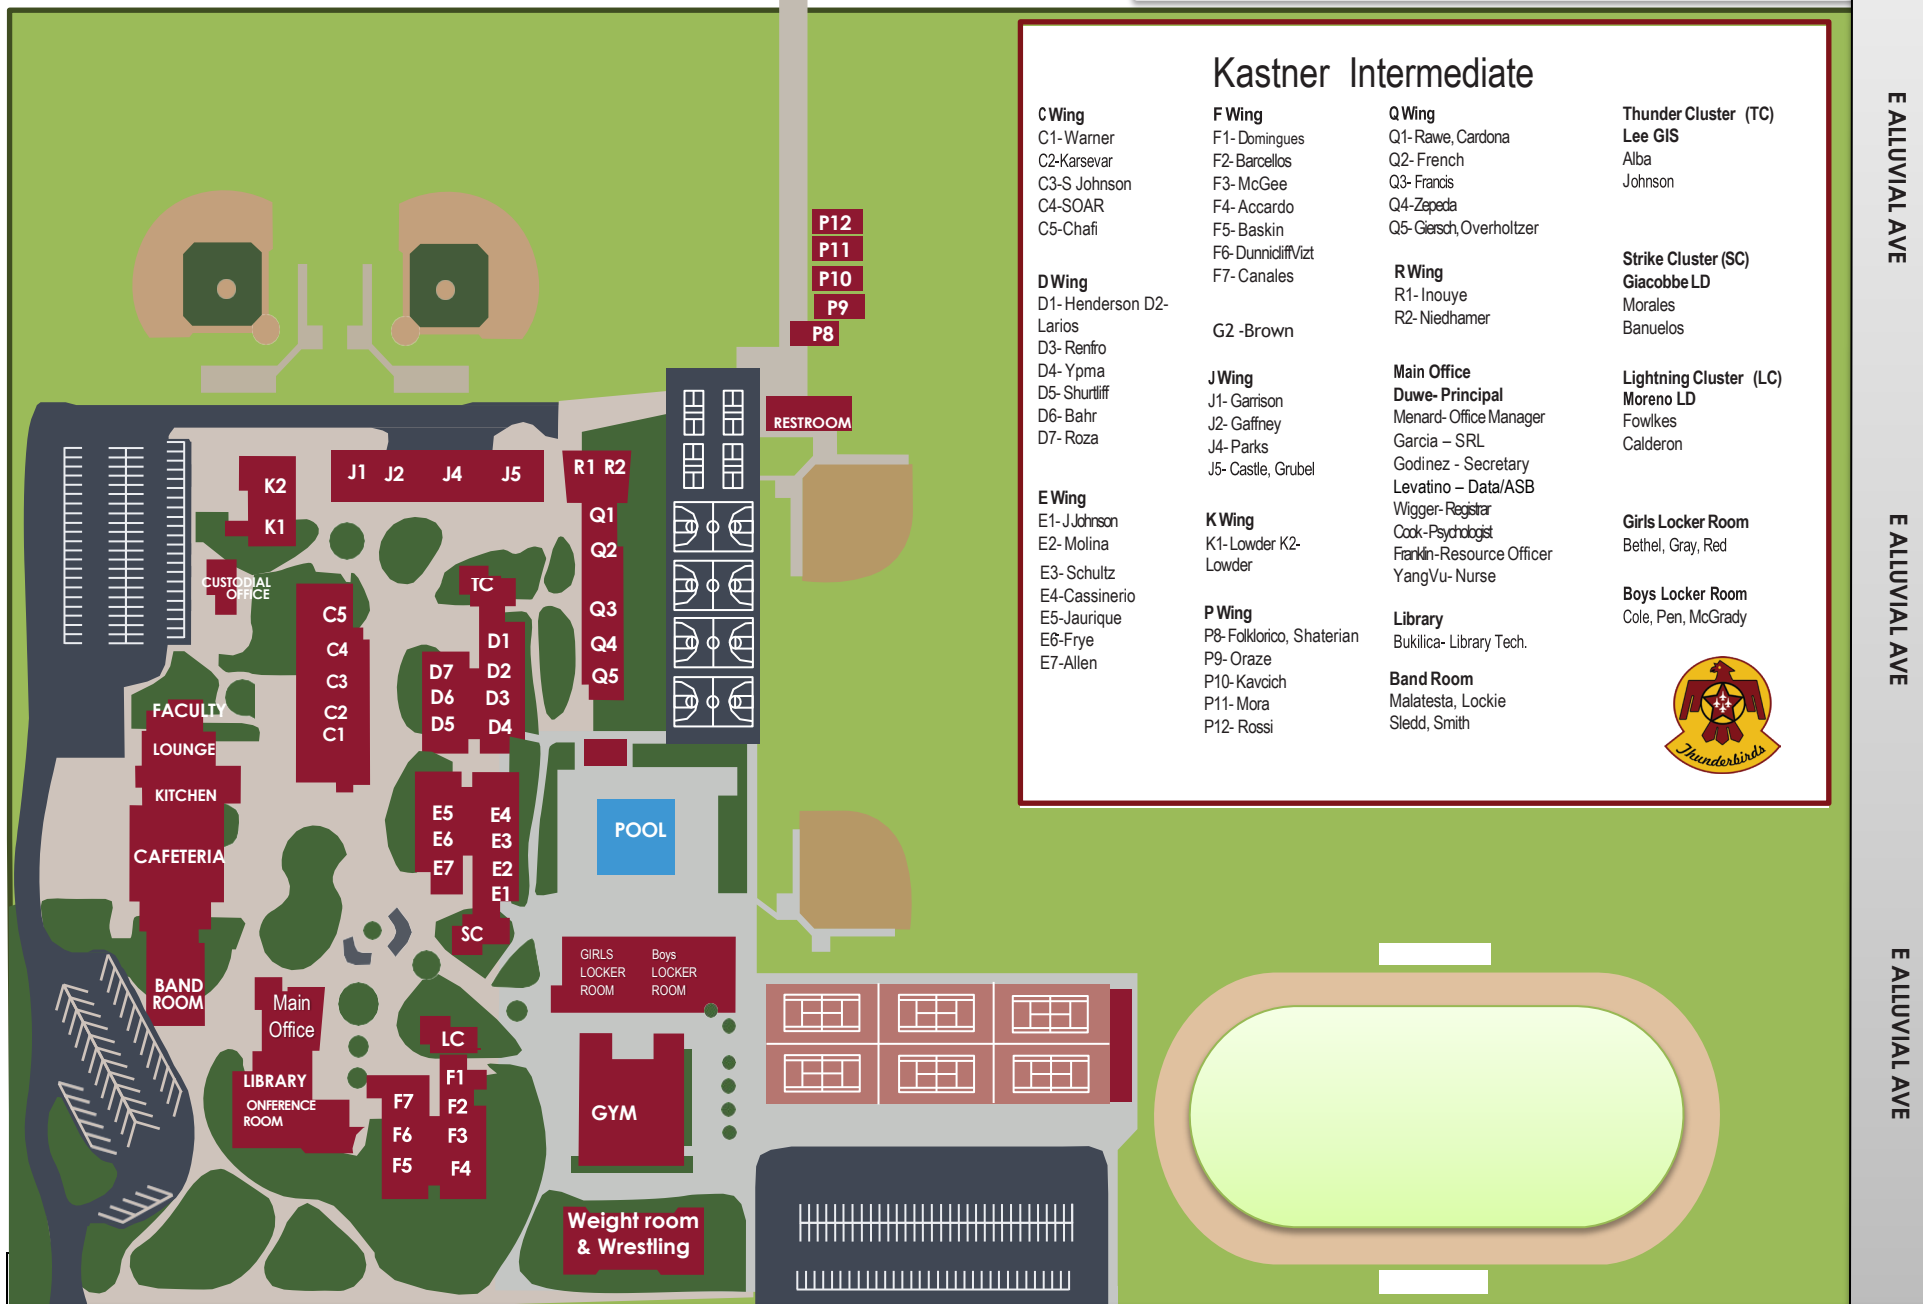 Kastner Intermediate
C Wing
C1-Warner
C2-Karsevar
C3-S Johnson
C4-SOAR
C5-Chafi
D Wing
D1- Henderson D2-
Larios
D3- Renfro
D4- Ypma
D5- Shurtliff
D6- Bahr
D7- Roza
E Wing
E1- J Johnson
E2- Molina
E3- Schultz
E4-Cassinerio
E5-Jaurique
E6-Frye
E7-Allen
F Wing
F1- Domingues
F2- Barcellos
F3- McGee
F4- Accardo
F5- Baskin
F6- Dunnicliff/Vizt
F7- Canales
G2 -Brown
J Wing
J1- Garrison
J2- Gaffney
J4- Parks
J5- Castle, Grubel
K Wing
K1- Lowder K2-
Lowder
P Wing
P8- Folklorico, Shaterian
P9- Oraze
P10- Kavcich
P11- Mora
P12- Rossi
Q Wing
Q1- Rawe, Cardona
Q2- French
Q3- Francis
Q4-Zepeda
Q5- Giersch, Overholtzer
R Wing
R1- Inouye
R2- Niedhamer
Main Office
Duwe- Principal
Menard- Office Manager
Garcia – SRL
Godinez - Secretary
Levatino – Data/ASB
Wigger- Registrar
Cook-Psychologist
Franklin-Resource Officer
YangVu- Nurse
Library
Bukilica- Library Tech.
Band Room
Malatesta, Lockie
Sledd, Smith
Thunder Cluster (TC)
Lee GIS
Alba
Johnson
Strike Cluster (SC)
Giacobbe LD
Morales
Banuelos
Lightning Cluster (LC)
Moreno LD
Fowlkes
Calderon
Girls Locker Room
Bethel, Gray, Red
Boys Locker Room
Cole, Pen, McGrady
Thunderbirds
E ALLUVIAL AVE
E ALLUVIAL AVE
E ALLUVIAL AVE
P12
P11
P10
P9
P8
RESTROOM
J1 J2 J4 J5
R1 R2
K2
K1
Q1
Q2
Q3
Q4
Q5
CUSTODIAL
OFFICE
TC
C5
C4
C3
C2
C1
D1
D2
D3
D4
D7
D6
D5
FACULTY
LOUNGE
KITCHEN
CAFETERIA
BAND
ROOM
E5
E6
E7
E4
E3
E2
E1
SC
POOL
GIRLS
LOCKER
ROOM
Boys
LOCKER
ROOM
Main
Office
LC
LIBRARY
ONFERENCE
ROOM
F7
F6
F5
F1
F2
F3
F4
GYM
Weight room
& Wrestling